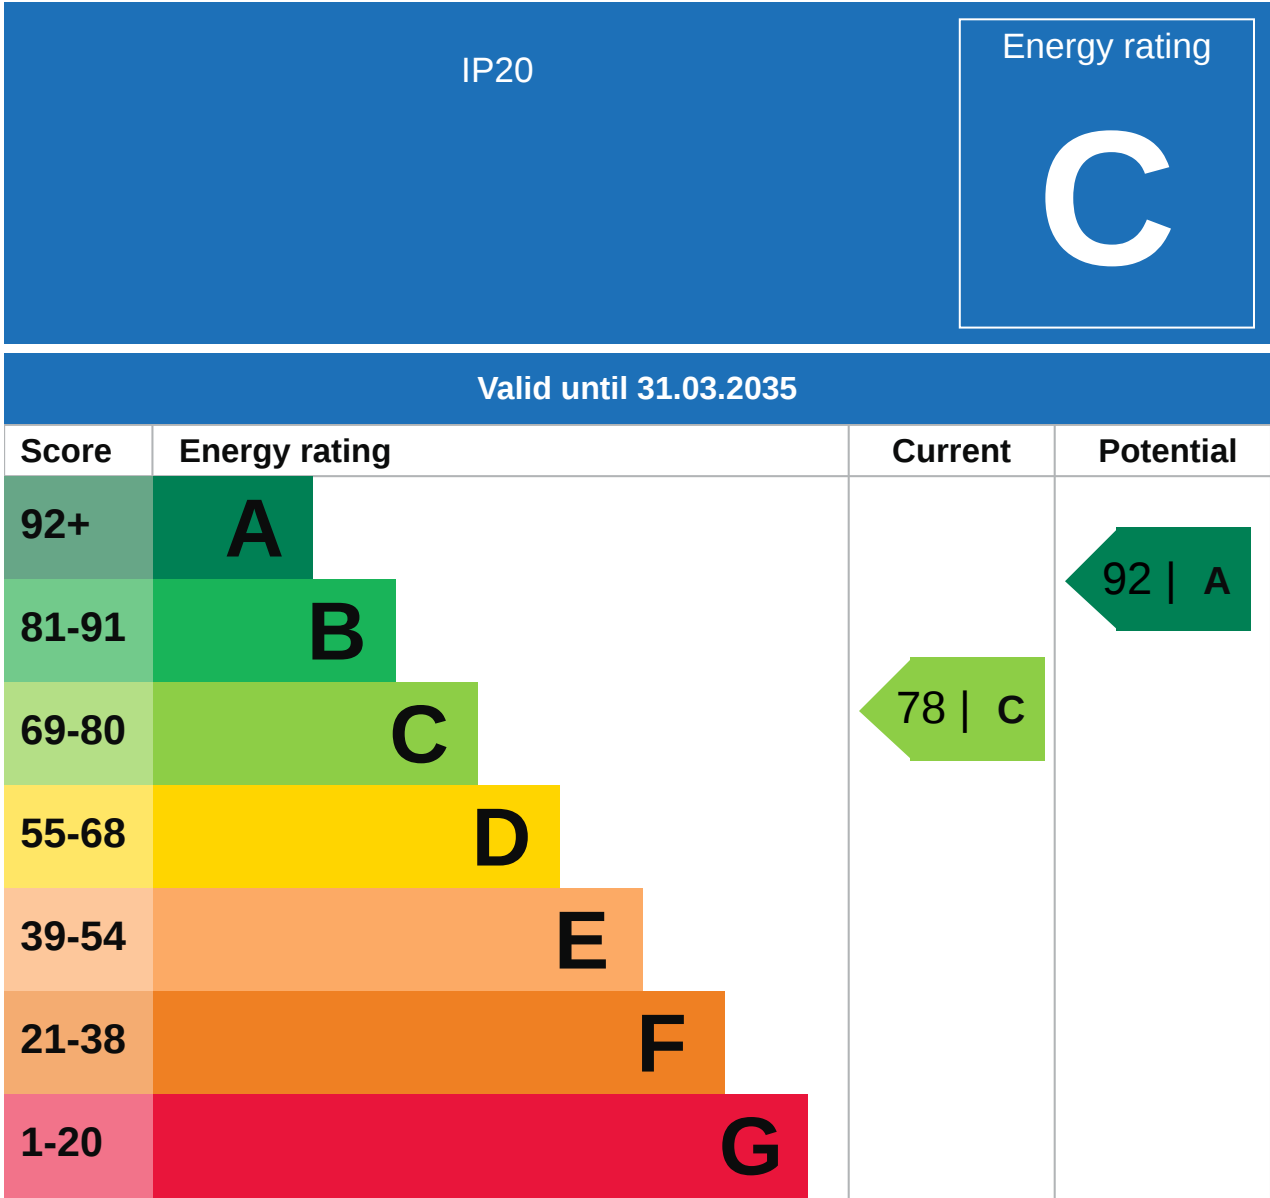 IP20
Energy rating
C
Valid until 31.03.2035
Score Energy rating Current Potential
92+ A
92 | A
81-91 B
69-80 C
78 | C
55-68 D
39-54 E
21-38 F
1-20 G